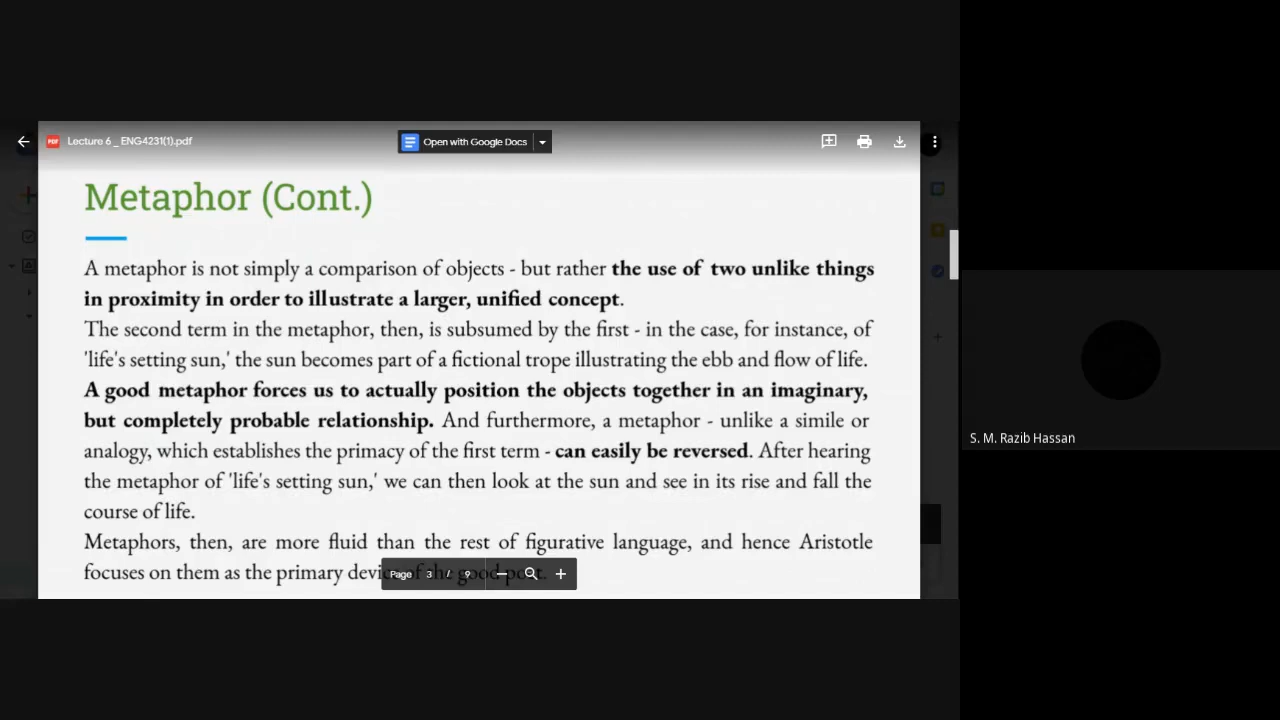 Lecture 6 _ ENG4231(1).pdf
Open with Google Docs
Metaphor (Cont.)
A metaphor is not simply a comparison of objects - but rather the use of two unlike things
in proximity in order to illustrate a larger, unified concept.
The second term in the metaphor, then, is subsumed by the first - in the case, for instance, of
'life's setting sun,' the sun becomes part of a fictional trope illustrating the ebb and flow of life.
A good metaphor forces us to actually position the objects together in an imaginary,
but completely probable relationship. And furthermore, a metaphor - unlike a simile or
analogy, which establishes the primacy of the first term - can easily be reversed. After hearing
the metaphor of 'life's setting sun,' we can then look at the sun and see in its rise and fall the
course of life.
Metaphors, then, are more fluid than the rest of figurative language, and hence Aristotle
focuses on them as the primary device of the good poet.
Page 3 / 9
S. M. Razib Hassan